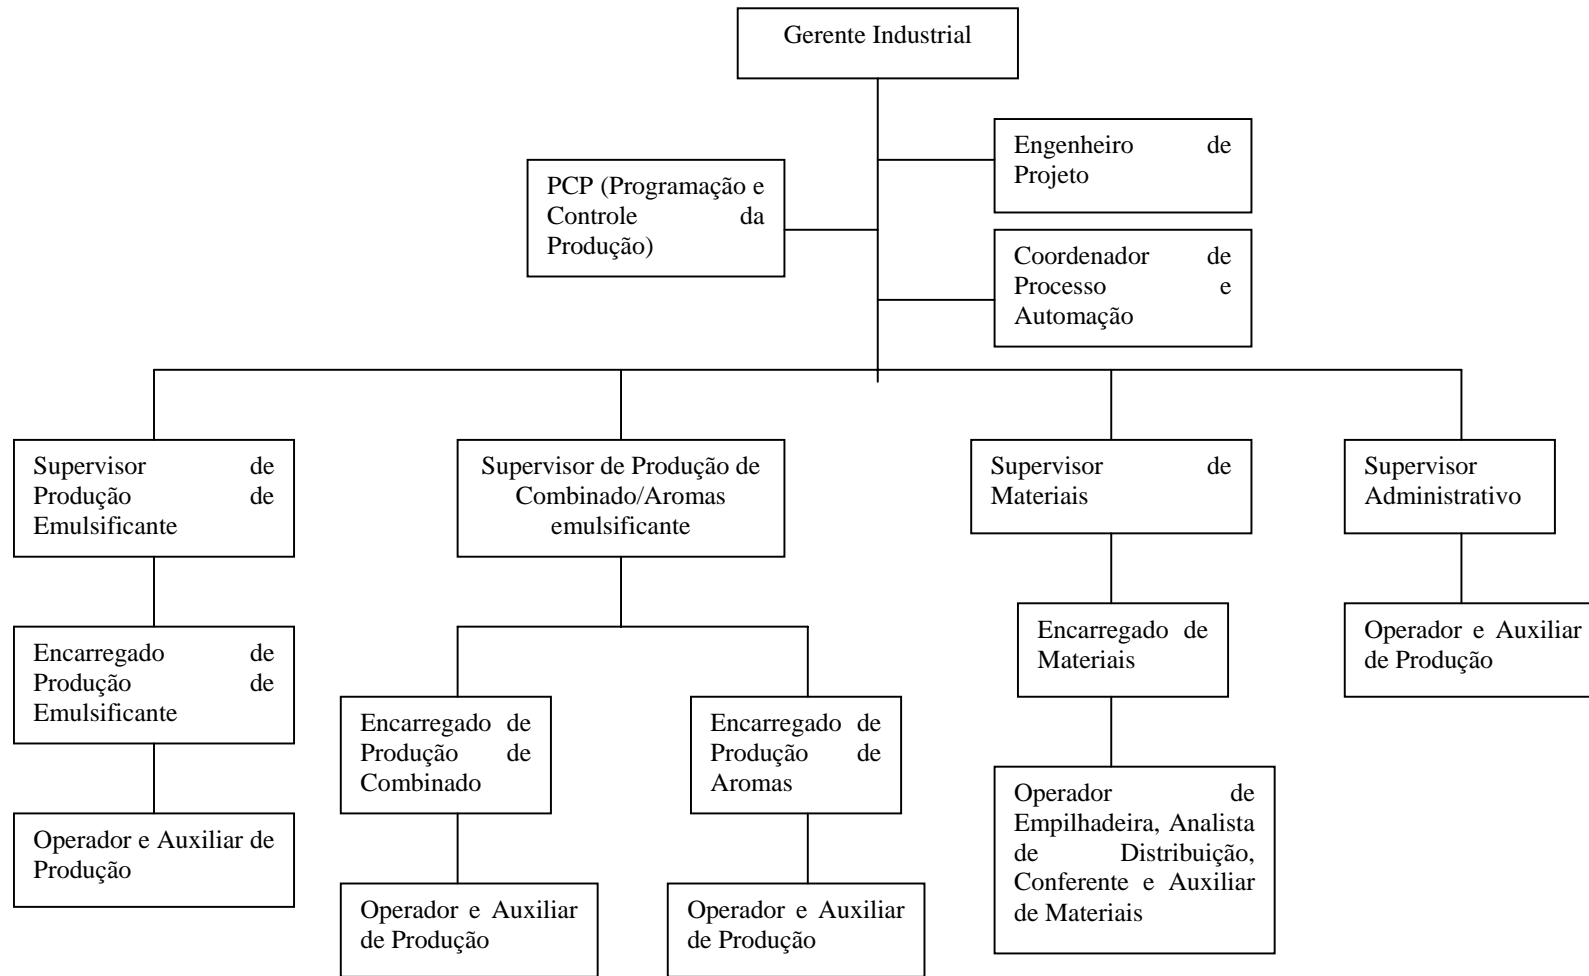 Gerente Industrial
Engenheiro de
Projeto
PCP (Programação e
Controle da
Produção)
Coordenador de
Processo e
Automação
Supervisor de
Produção de
Emulsificante
Supervisor de Produção de
Combinado/Aromas
emulsificante
Supervisor de
Materiais
Supervisor
Administrativo
Encarregado de
Produção de
Emulsificante
Encarregado de
Produção de
Combinado
Encarregado de
Produção de
Aromas
Encarregado de
Materiais
Operador e Auxiliar
de Produção
Operador e Auxiliar de
Produção
Operador e Auxiliar
de Produção
Operador e Auxiliar
de Produção
Operador de
Empilhadeira, Analista
de Distribuição,
Conferente e Auxiliar
de Materiais